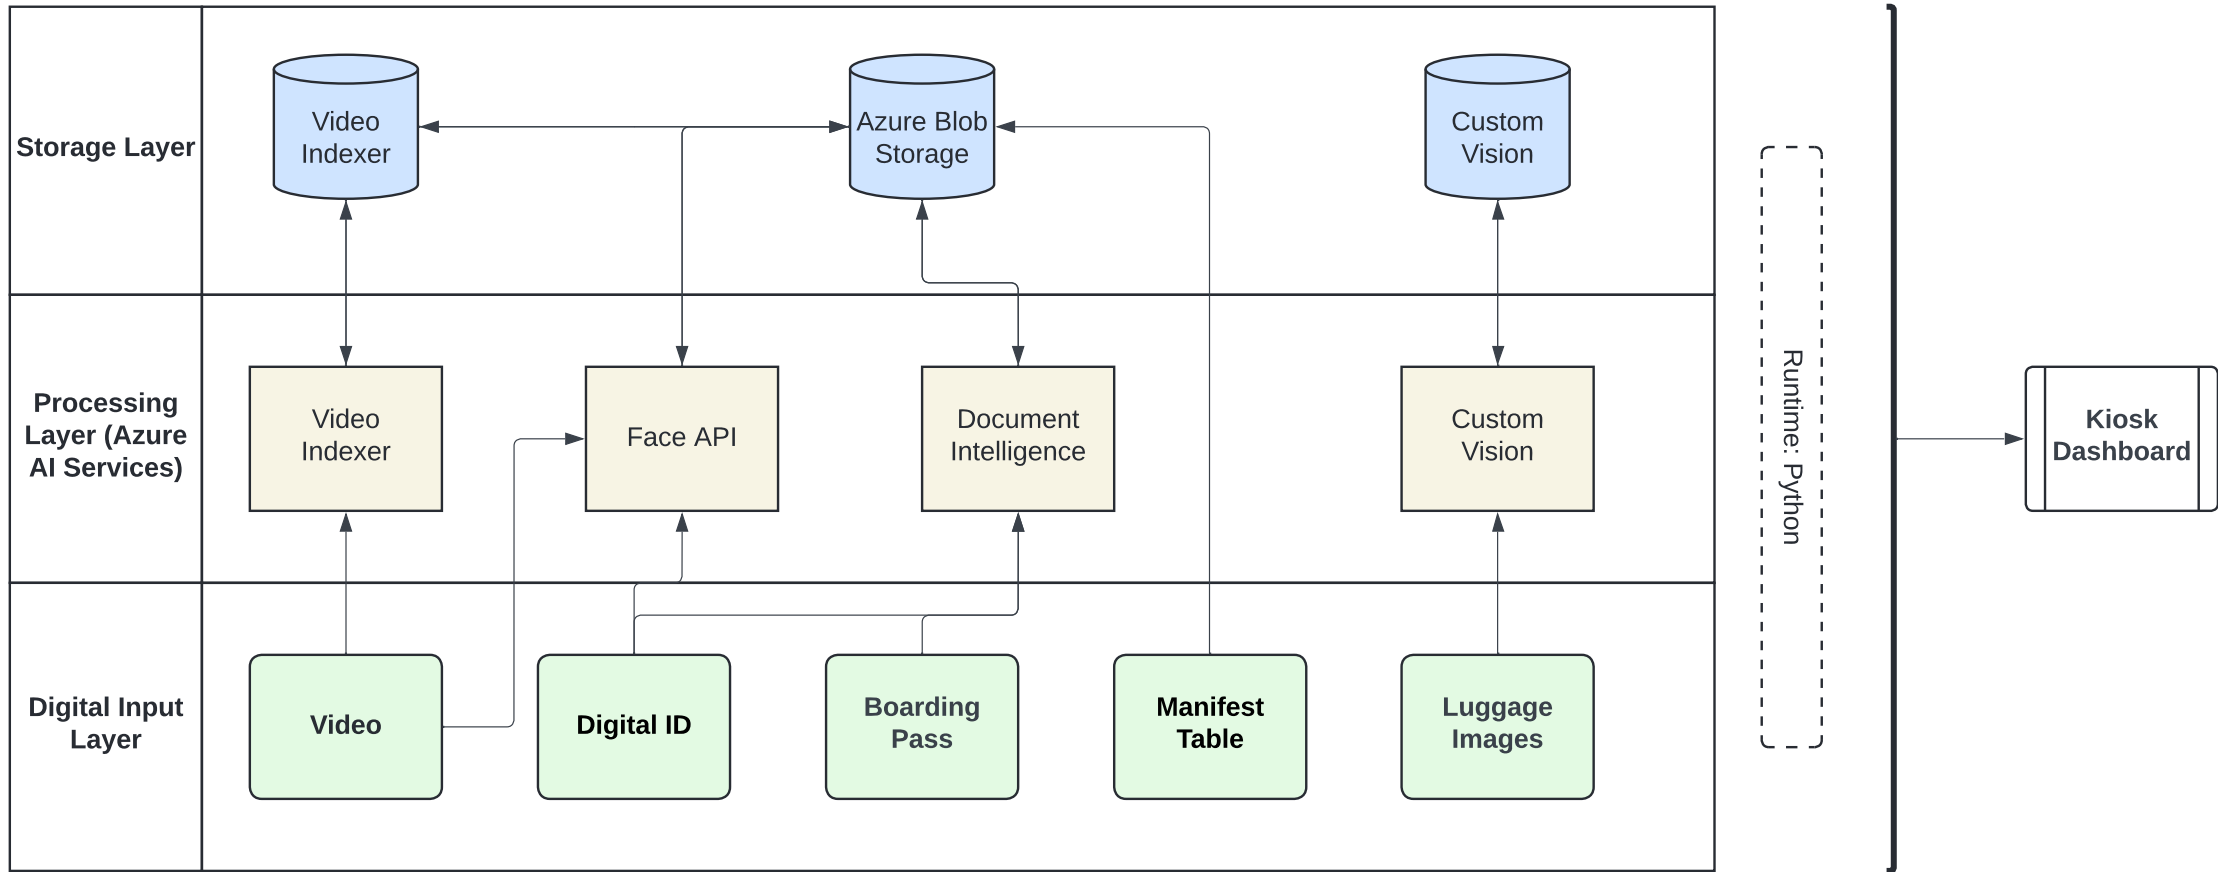 Storage Layer
Video
Indexer
Azure Blob
Storage
Custom
Vision
Processing
Layer (Azure
AI Services)
Video
Indexer
Face API
Document
Intelligence
Custom
Vision
Digital Input
Layer
Video
Digital ID
Boarding
Pass
Manifest
Table
Luggage
Images
Runtime: Python
Kiosk
Dashboard